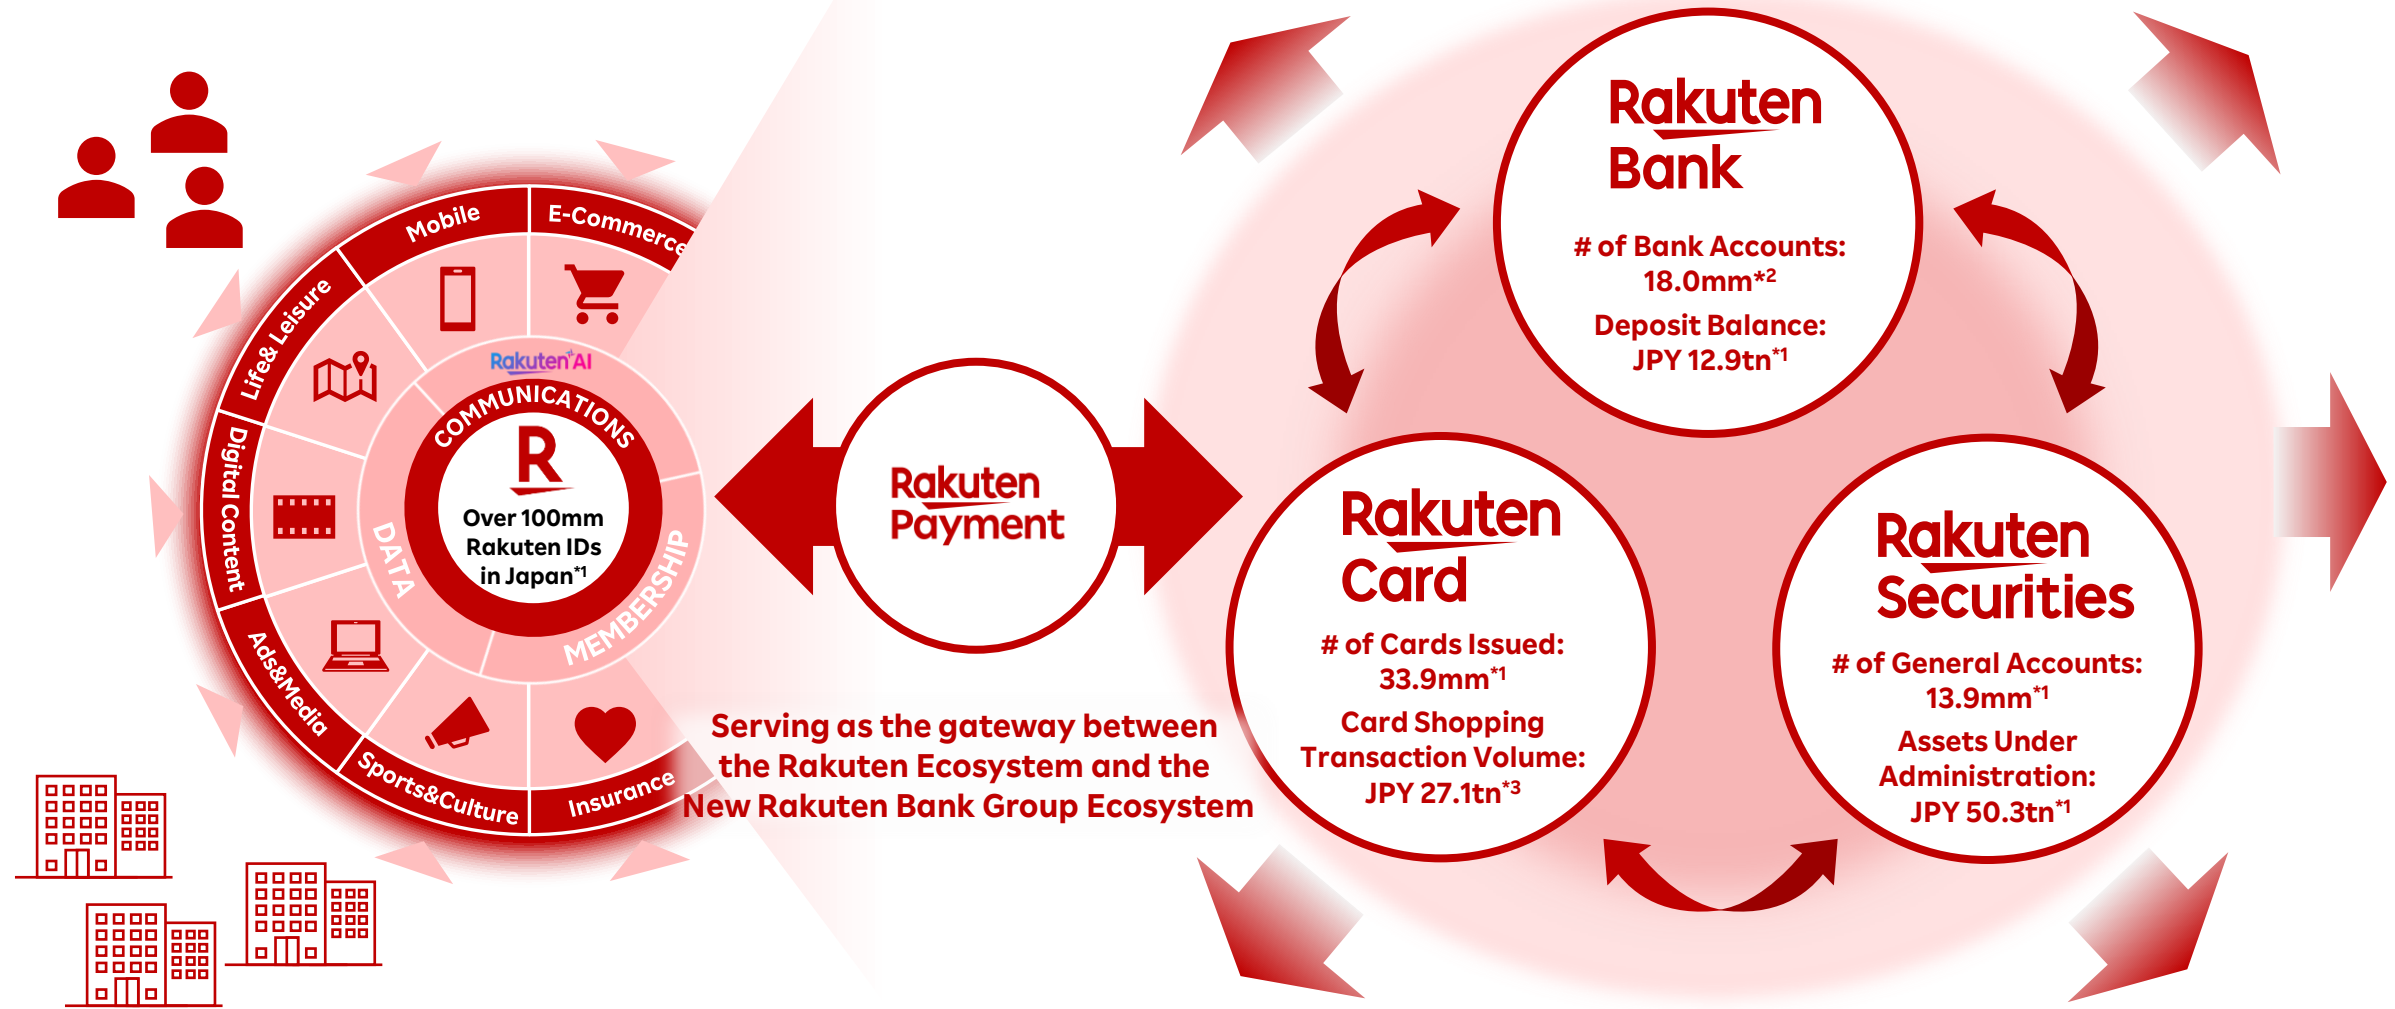 Mobile
E-Commerce
Life& Leisure
Digital Content
Ads&Media
Sports&Culture
Insurance
Rakuten AI
COMMUNICATIONS
DATA
MEMBERSHIP
R
Over 100mm
Rakuten IDs
in Japan*1
Rakuten
Payment
Serving as the gateway between
the Rakuten Ecosystem and the
New Rakuten Bank Group Ecosystem
Rakuten
Bank
# of Bank Accounts:
18.0mm*2
Deposit Balance:
JPY 12.9tn*1
Rakuten
Card
# of Cards Issued:
33.9mm*1
Card Shopping
Transaction Volume:
JPY 27.1tn*3
Rakuten
Securities
# of General Accounts:
13.9mm*1
Assets Under
Administration:
JPY 50.3tn*1